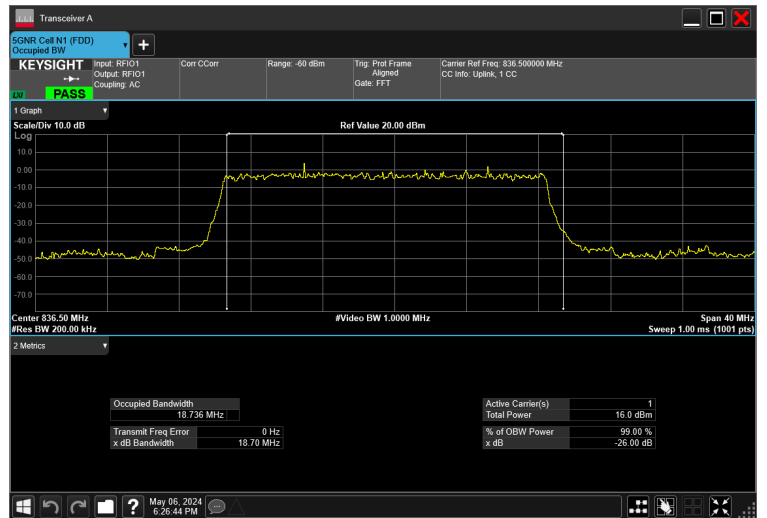 Transceiver A
5GNR Cell N1 (FDD)
Occupied BW
KEYSIGHT
LXI
PASS
Input: RFIO1
Output: RFIO1
Coupling: AC
Corr CCorr
Range: -60 dBm
Trig: Prot Frame
Aligned
Gate: FFT
Carrier Ref Freq: 836.500000 MHz
CC Info: Uplink, 1 CC
1 Graph
Scale/Div 10.0 dB
Ref Value 20.00 dBm
Log
10.0
0.00
-10.0
-20.0
-30.0
-40.0
-50.0
-60.0
-70.0
Center 836.50 MHz
#Video BW 1.0000 MHz
Span 40 MHz
#Res BW 200.00 kHz
Sweep 1.00 ms (1001 pts)
2 Metrics
Occupied Bandwidth
18.736 MHz
Transmit Freq Error 0 Hz
x dB Bandwidth 18.70 MHz
Active Carrier(s) 1
Total Power 16.0 dBm
% of OBW Power 99.00 %
x dB -26.00 dB
?
May 06, 2024
6:26:44 PM